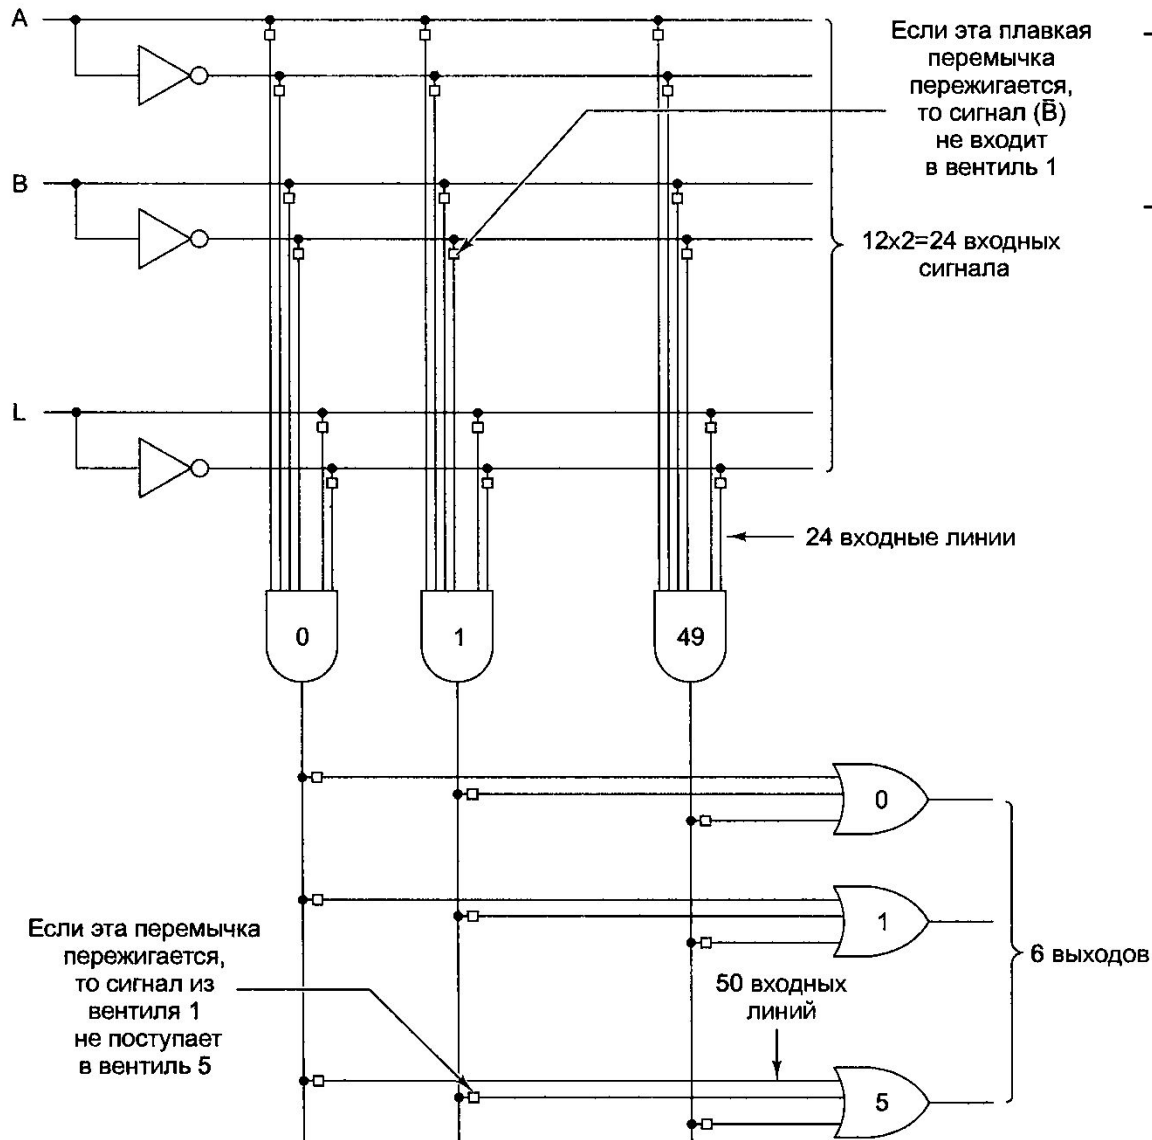 A
Если эта плавкая
перемычка
пережигается,
то сигнал (B̅)
не входит
в вентиль 1
B
12x2=24 входных
сигнала
L
24 входные линии
0
1
49
0
1
Если эта перемычка
пережигается,
то сигнал из
вентиля 1
не поступает
в вентиль 5
6 выходов
50 входных
линий
5